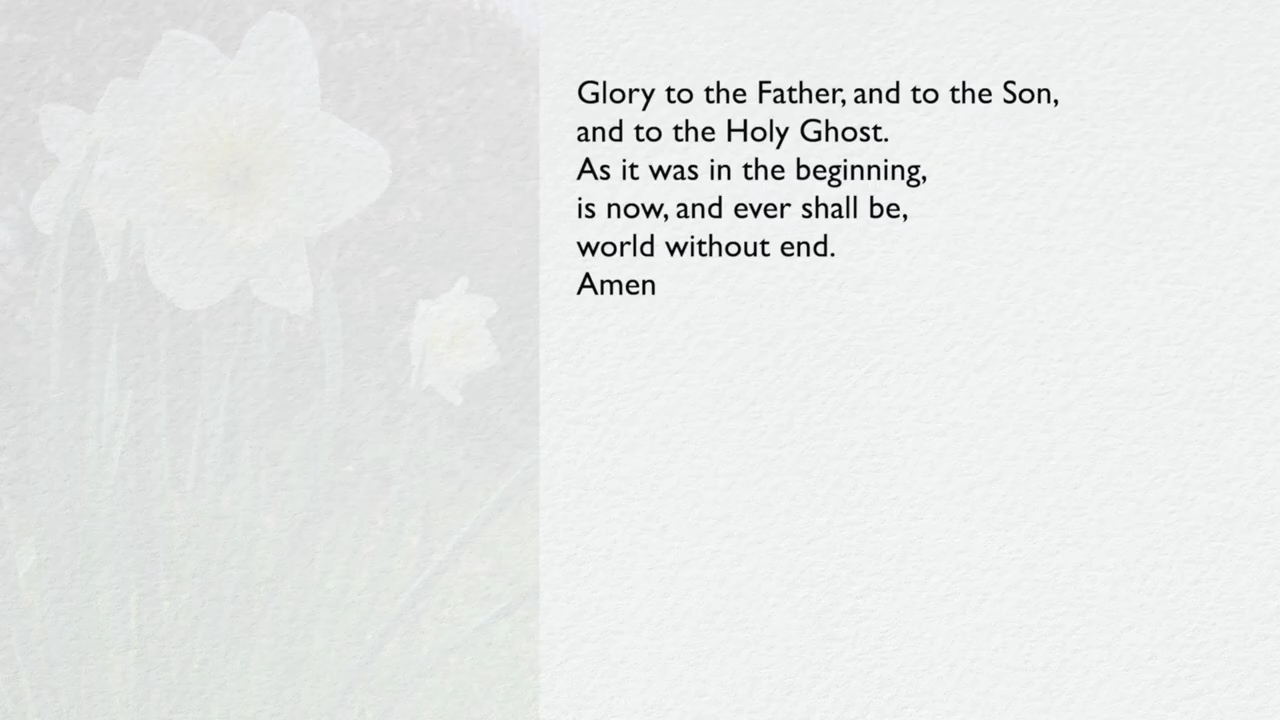 Glory to the Father, and to the Son,
and to the Holy Ghost.
As it was in the beginning,
is now, and ever shall be,
world without end.
Amen